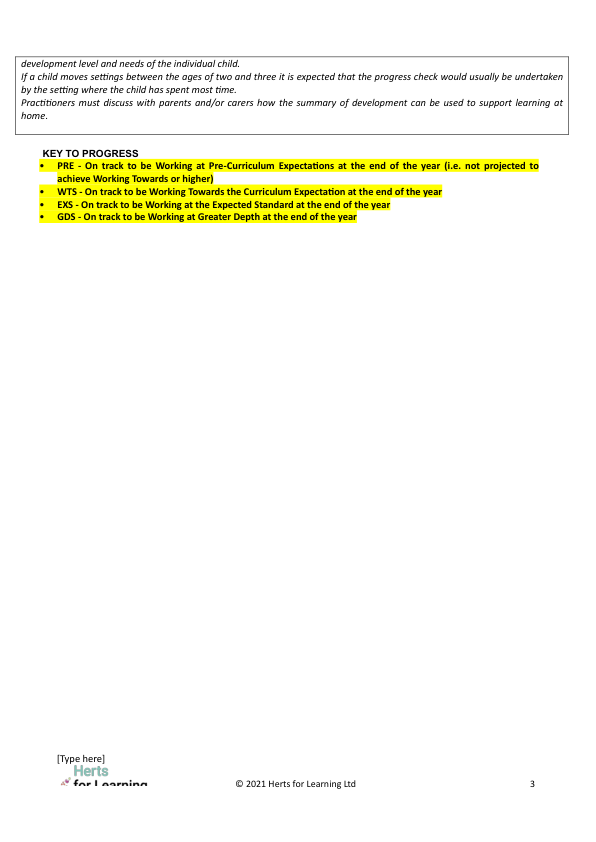 development level and needs of the individual child.
If a child moves settings between the ages of two and three it is expected that the progress check would usually be undertaken
by the setting where the child has spent most time.
Practitioners must discuss with parents and/or carers how the summary of development can be used to support learning at
home.
KEY TO PROGRESS
• PRE - On track to be Working at Pre-Curriculum Expectations at the end of the year (i.e. not projected to
achieve Working Towards or higher)
• WTS - On track to be Working Towards the Curriculum Expectation at the end of the year
• EXS - On track to be Working at the Expected Standard at the end of the year
• GDS - On track to be Working at Greater Depth at the end of the year
[Type here]
Herts
for Learning
© 2021 Herts for Learning Ltd
3